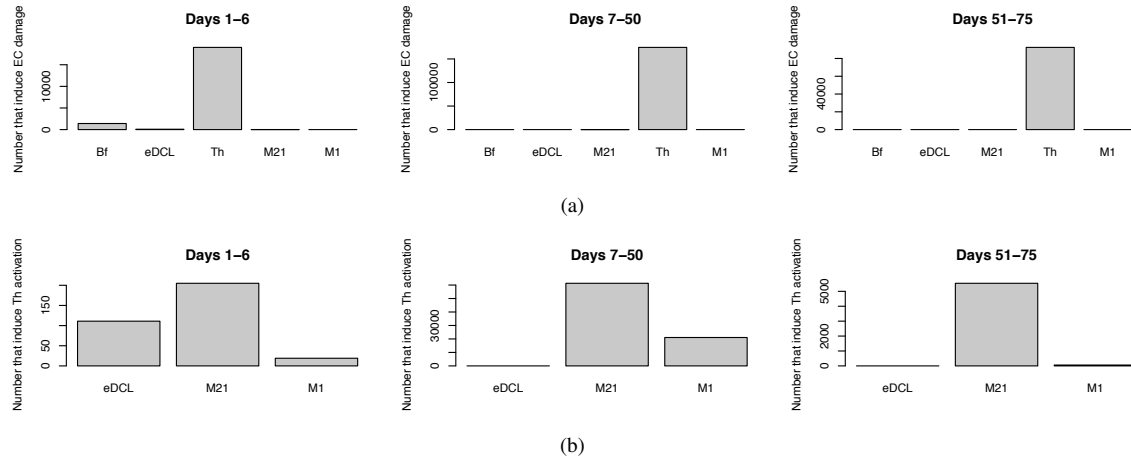 Days 1–6
Number that induce EC damage
0
10000
Bf
eDCL
Th
M21
M1
Days 7–50
Number that induce EC damage
0
100000
Bf
eDCL
M21
Th
M1
Days 51–75
Number that induce EC damage
0
40000
Bf
eDCL
M21
Th
M1
(a)
Days 1–6
Number that induce Th activation
0
50
150
eDCL
M21
M1
Days 7–50
Number that induce Th activation
0
30000
eDCL
M21
M1
Days 51–75
Number that induce Th activation
0
2000
5000
eDCL
M21
M1
(b)